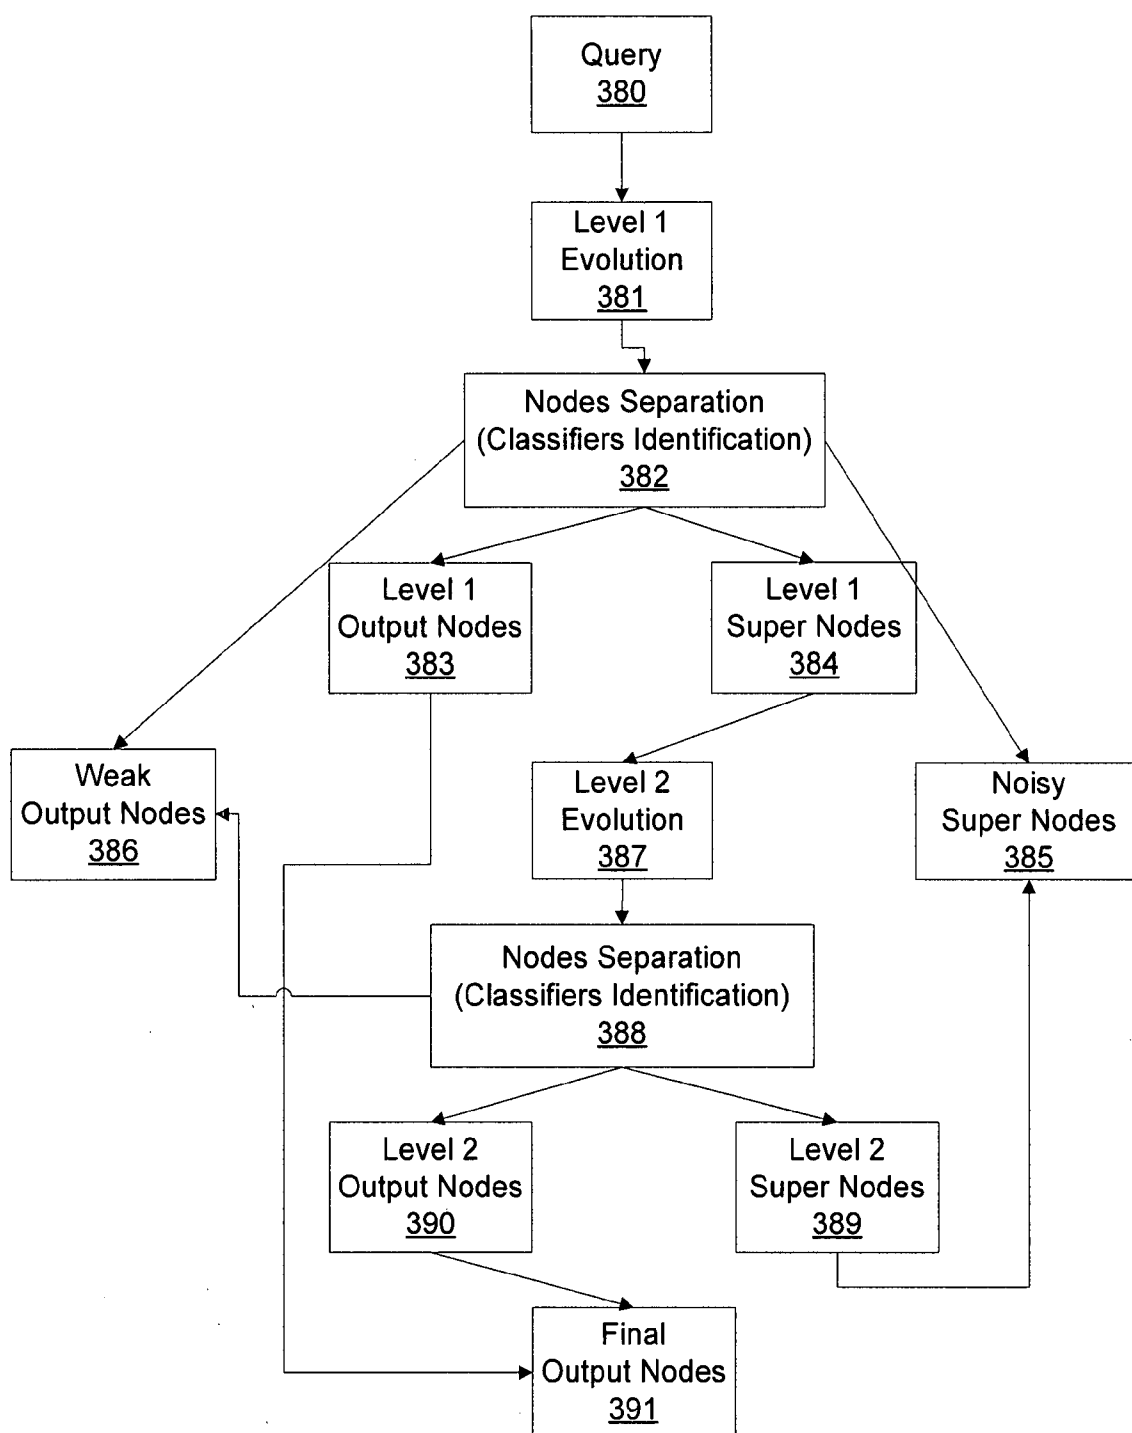 Query
380
Level 1
Evolution
381
Nodes Separation
(Classifiers Identification)
382
Level 1
Output Nodes
383
Level 1
Super Nodes
384
Weak
Output Nodes
386
Level 2
Evolution
387
Noisy
Super Nodes
385
Nodes Separation
(Classifiers Identification)
388
Level 2
Output Nodes
390
Level 2
Super Nodes
389
Final
Output Nodes
391